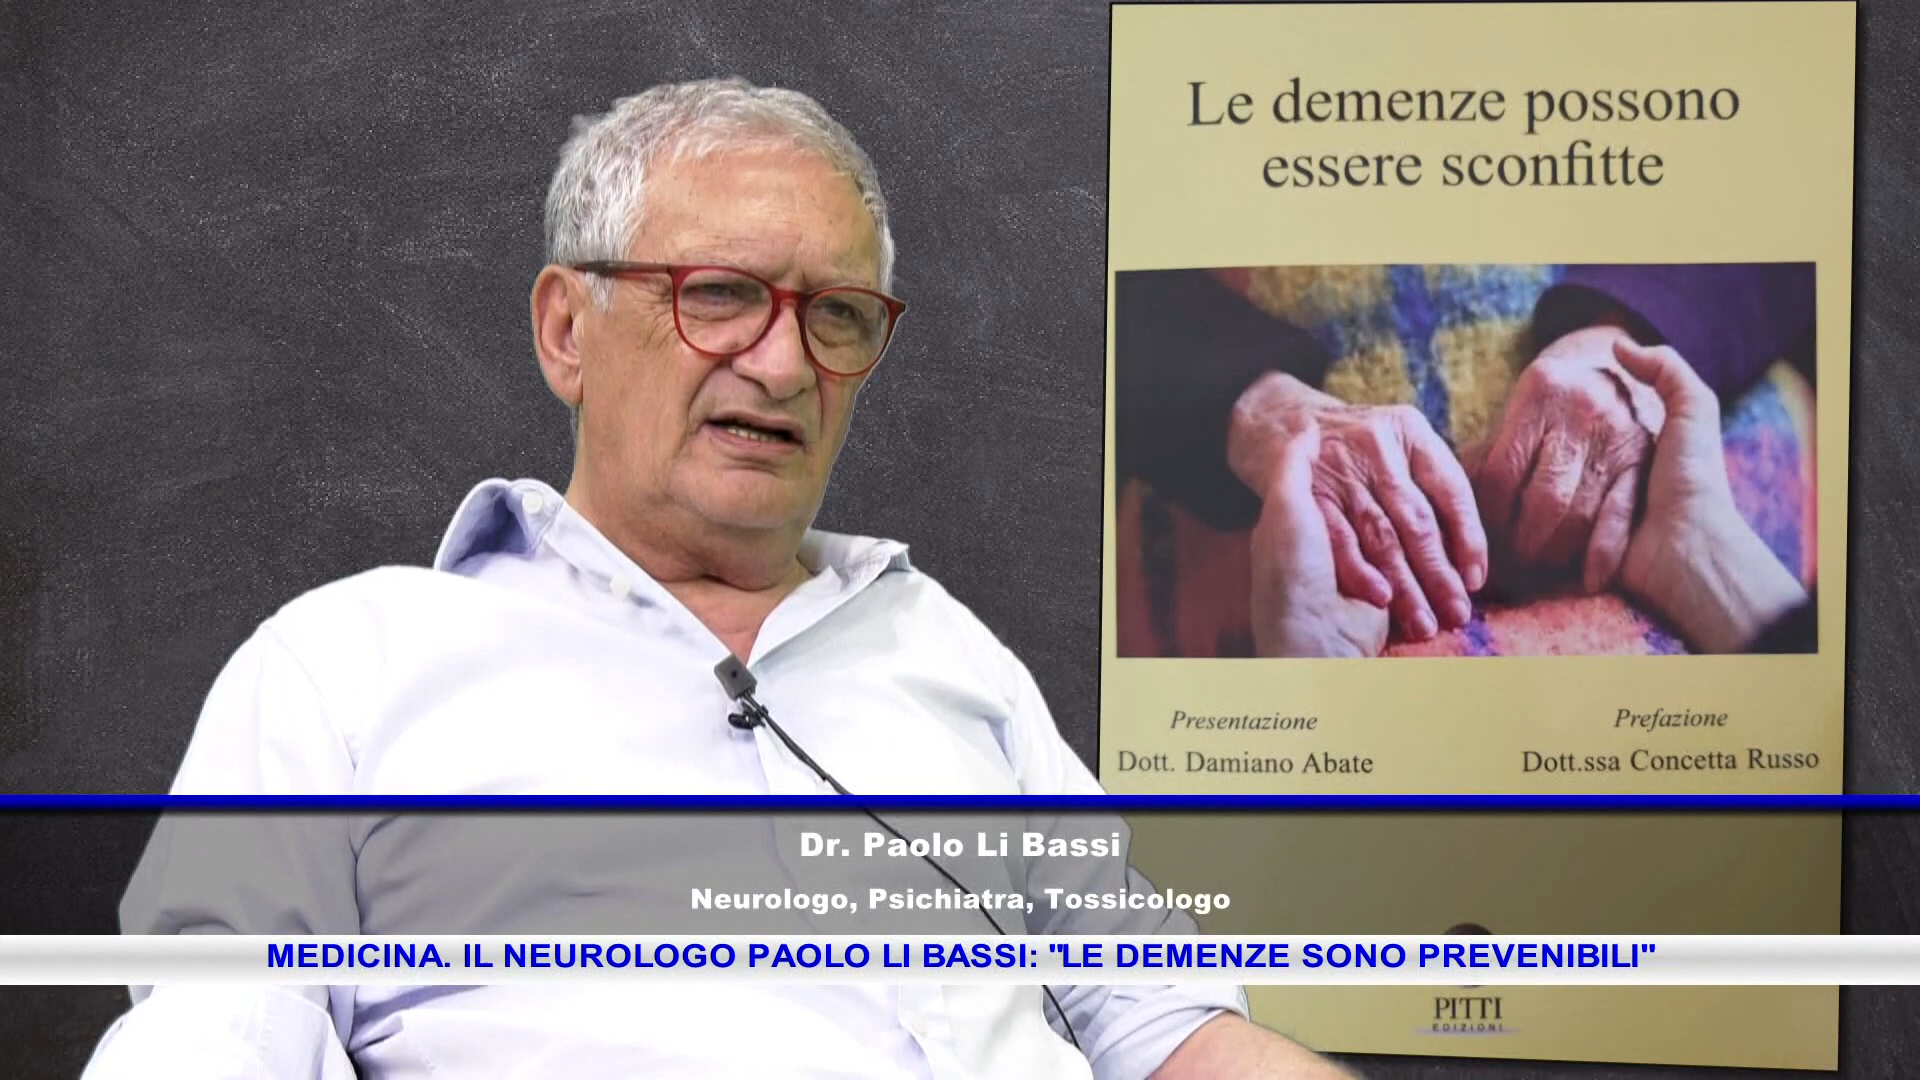 Le demenze possono
essere sconfitte
Presentazione
Dott. Damiano Abate
Prefazione
Dott.ssa Concetta Russo
Dr. Paolo Li Bassi
Neurologo, Psichiatra, Tossicologo
MEDICINA. IL NEUROLOGO PAOLO LI BASSI: "LE DEMENZE SONO PREVENIBILI"
PITTI
EDIZIONI